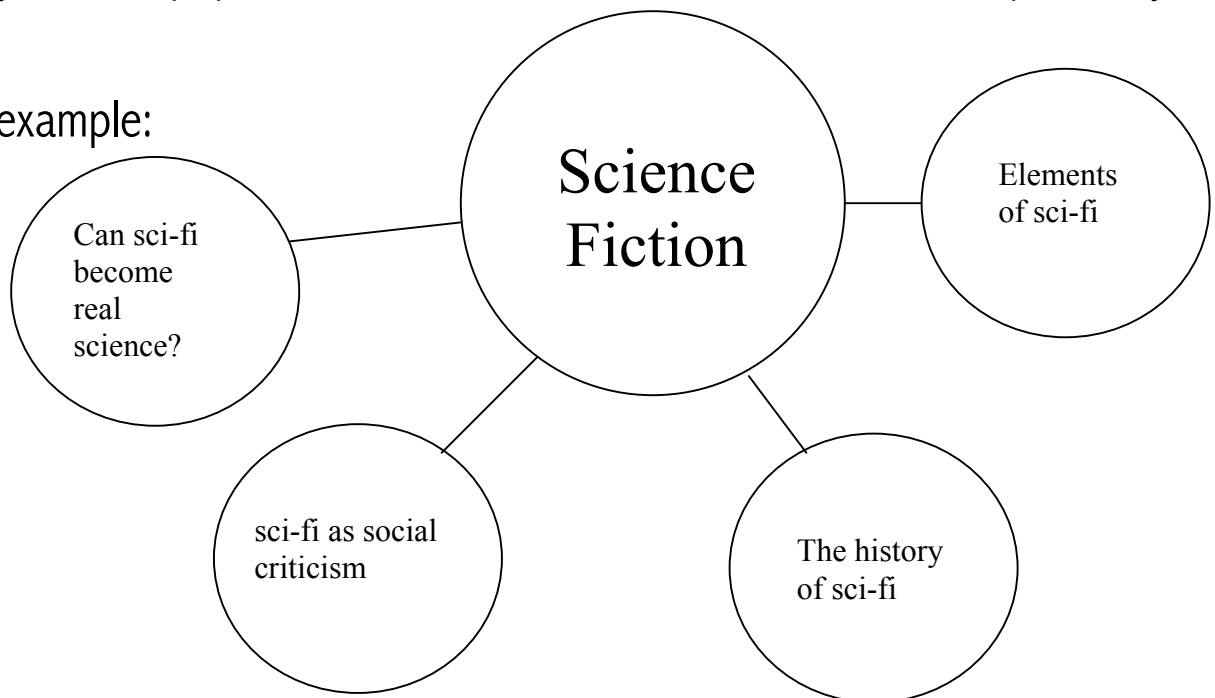 example:
Science
Fiction
Elements
of sci-fi
Can sci-fi
become
real
science?
sci-fi as social
criticism
The history
of sci-fi